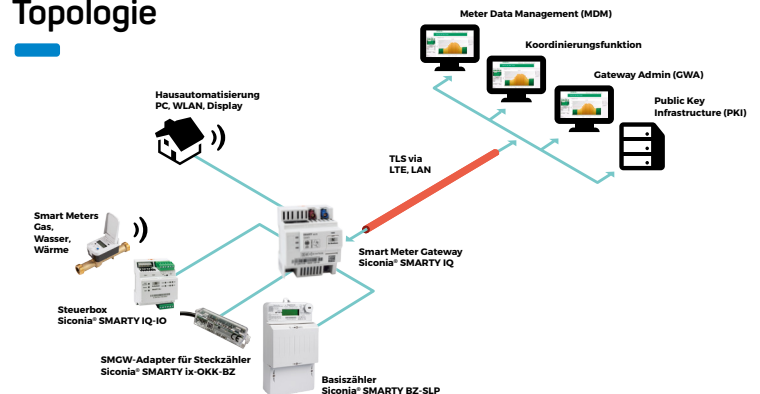 Topologie
Meter Data Management (MDM)
Koordinierungsfunktion
Gateway Admin (GWA)
Public Key
Infrastructure (PKI)
Hausautomatisierung
PC, WLAN, Display
TLS via
LTE, LAN
Smart Meters
Gas,
Wasser,
Wärme
Smart Meter Gateway
Siconia® SMARTY IQ
Steuerbox
Siconia® SMARTY IQ-IO
SMGW-Adapter für Steckzähler
Siconia® SMARTY ix-OKK-BZ
Basiszähler
Siconia® SMARTY BZ-SLP